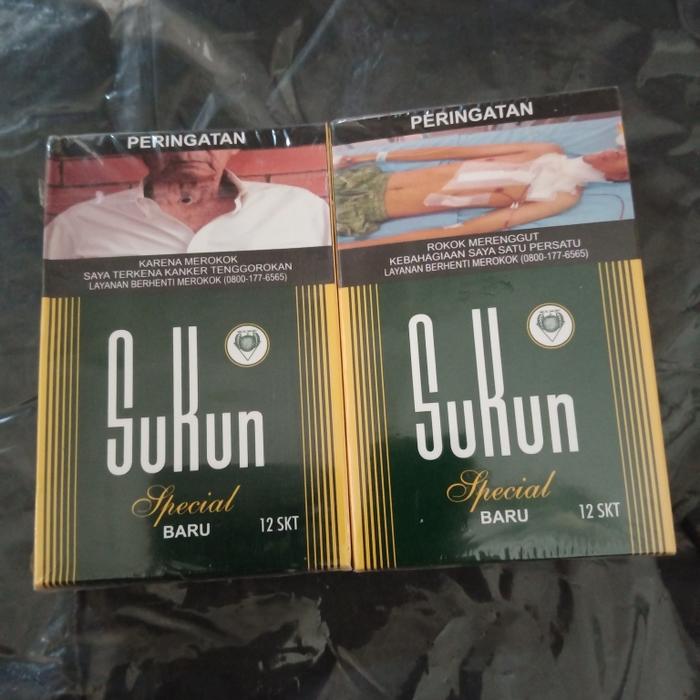 PERINGATAN
KARENA MEROKOK
SAYA TERKENA KANKER TENGGOROKAN
LAYANAN BERHENTI MEROKOK (0800-177-6565)
SuKun
Special
BARU
12 SKT
PERINGATAN
ROKOK MERENGGUT
KEBAHAGIAAN SAYA SATU PERSATU
LAYANAN BERHENTI MEROKOK (0800-177-6565)
SuKun
Special
BARU
12 SKT